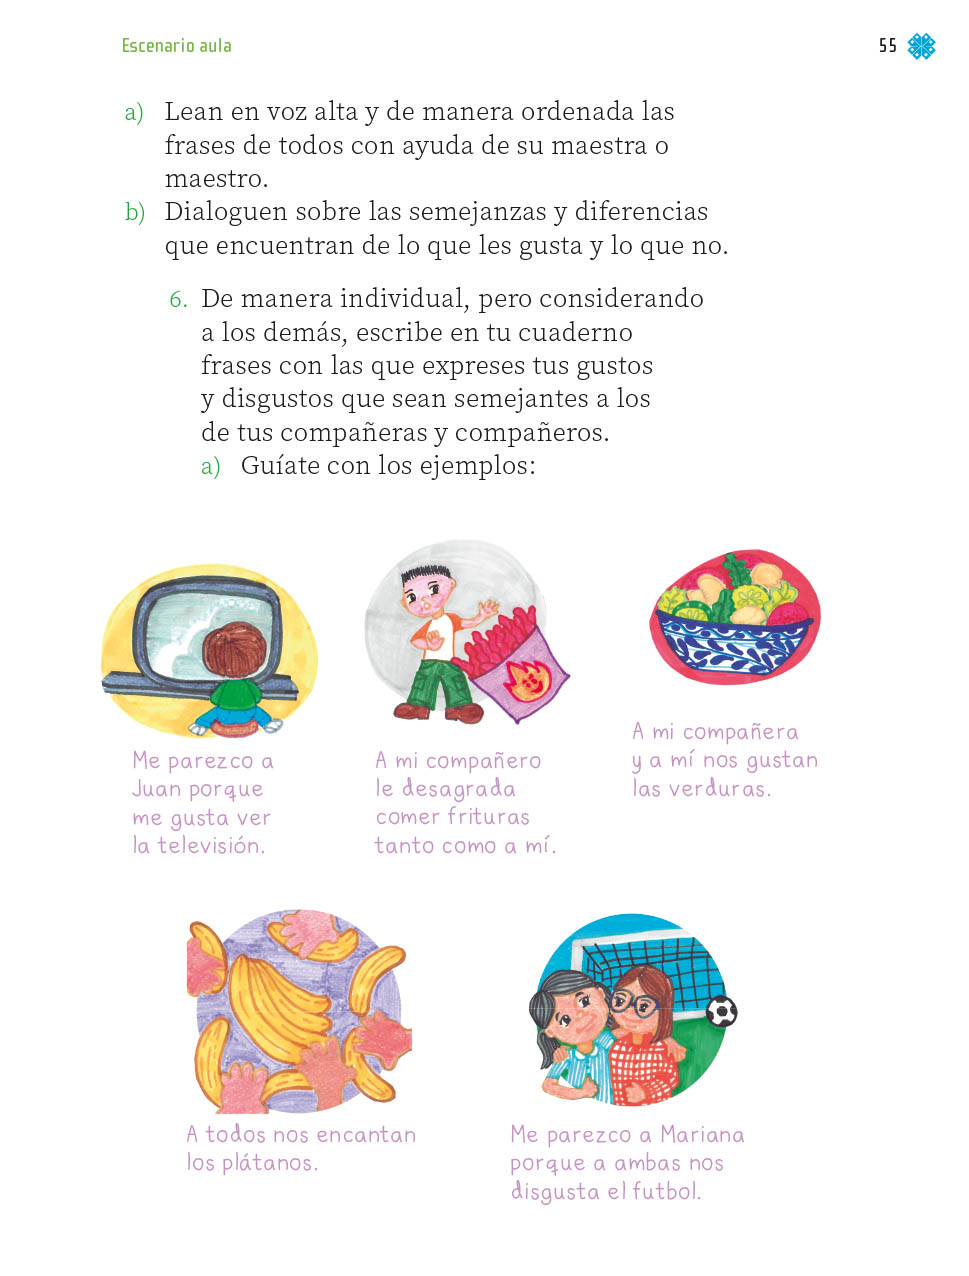 Escenario aula
55
a) Lean en voz alta y de manera ordenada las
frases de todos con ayuda de su maestra o
maestro.
b) Dialoguen sobre las semejanzas y diferencias
que encuentran de lo que les gusta y lo que no.
6. De manera individual, pero considerando
a los demás, escribe en tu cuaderno
frases con las que expreses tus gustos
y disgustos que sean semejantes a los
de tus compañeras y compañeros.
a) Guíate con los ejemplos:
Me parezco a
Juan porque
me gusta ver
la televisión.
A mi compañero
le desagrada
comer frituras
tanto como a mí.
A mi compañera
y a mí nos gustan
las verduras.
A todos nos encantan
los plátanos.
Me parezco a Mariana
porque a ambas nos
disgusta el futbol.